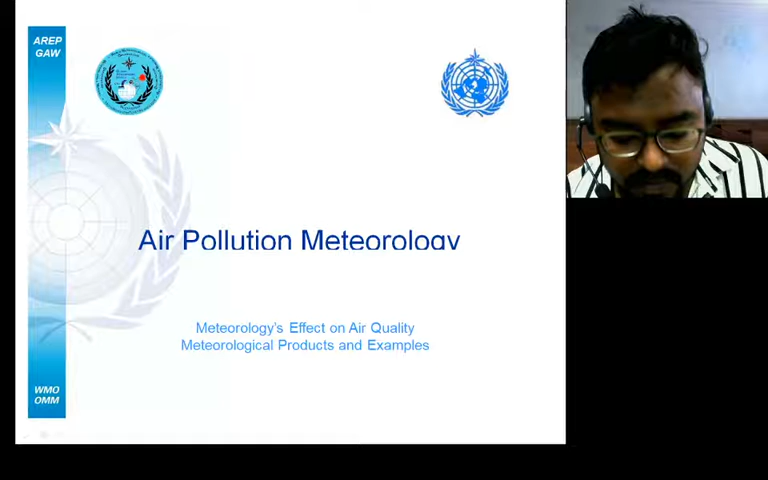 AREP
GAW
Air Pollution Meteorology
Meteorology's Effect on Air Quality
Meteorological Products and Examples
WMO
OMM